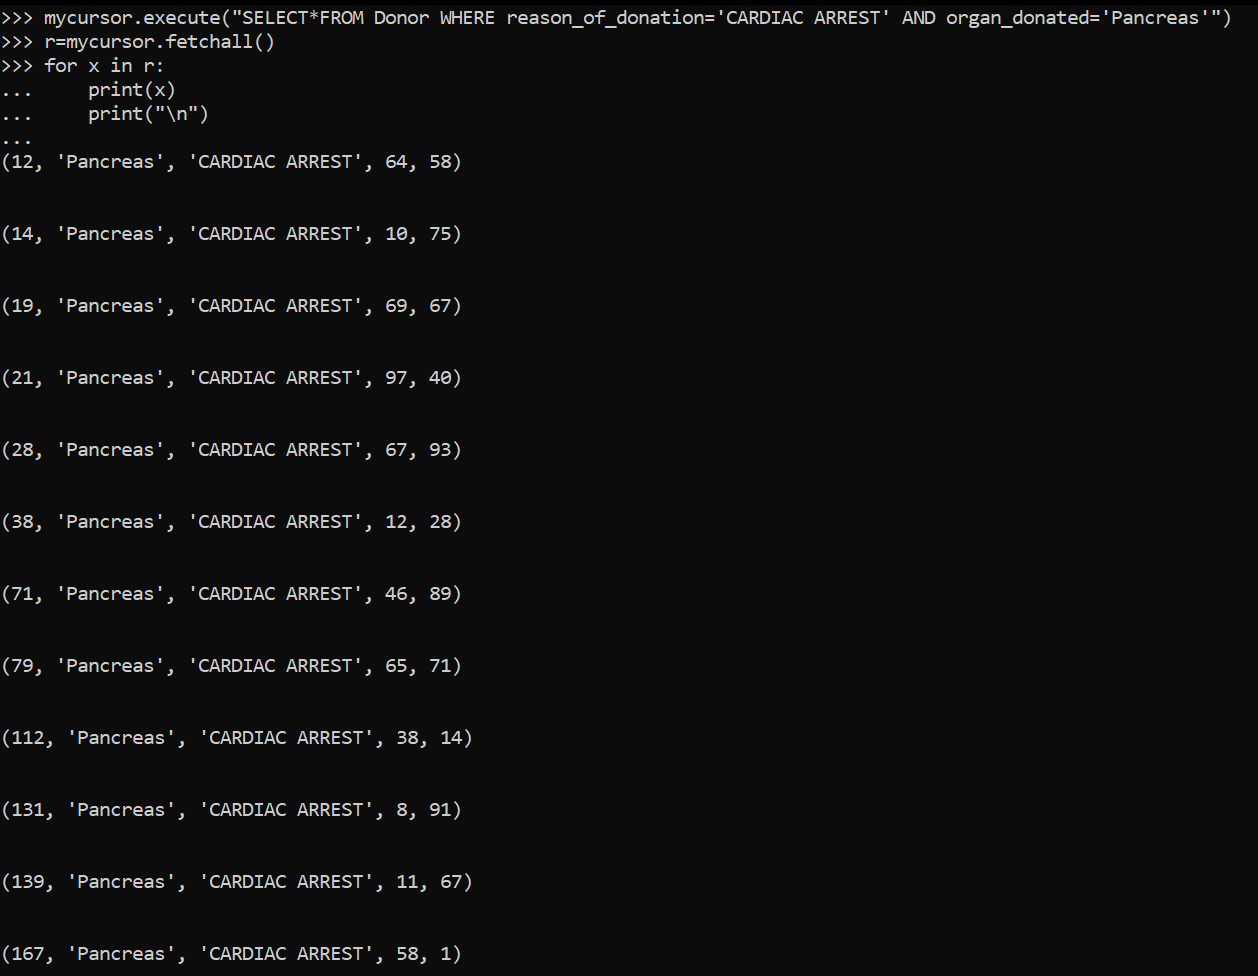 >>> mycursor.execute("SELECT*FROM Donor WHERE reason_of_donation='CARDIAC ARREST' AND organ_donated='Pancreas'")
>>> r=mycursor.fetchall()
>>> for x in r:
...     print(x)
...     print("\n")
...
(12, 'Pancreas', 'CARDIAC ARREST', 64, 58)
(14, 'Pancreas', 'CARDIAC ARREST', 10, 75)
(19, 'Pancreas', 'CARDIAC ARREST', 69, 67)
(21, 'Pancreas', 'CARDIAC ARREST', 97, 40)
(28, 'Pancreas', 'CARDIAC ARREST', 67, 93)
(38, 'Pancreas', 'CARDIAC ARREST', 12, 28)
(71, 'Pancreas', 'CARDIAC ARREST', 46, 89)
(79, 'Pancreas', 'CARDIAC ARREST', 65, 71)
(112, 'Pancreas', 'CARDIAC ARREST', 38, 14)
(131, 'Pancreas', 'CARDIAC ARREST', 8, 91)
(139, 'Pancreas', 'CARDIAC ARREST', 11, 67)
(167, 'Pancreas', 'CARDIAC ARREST', 58, 1)